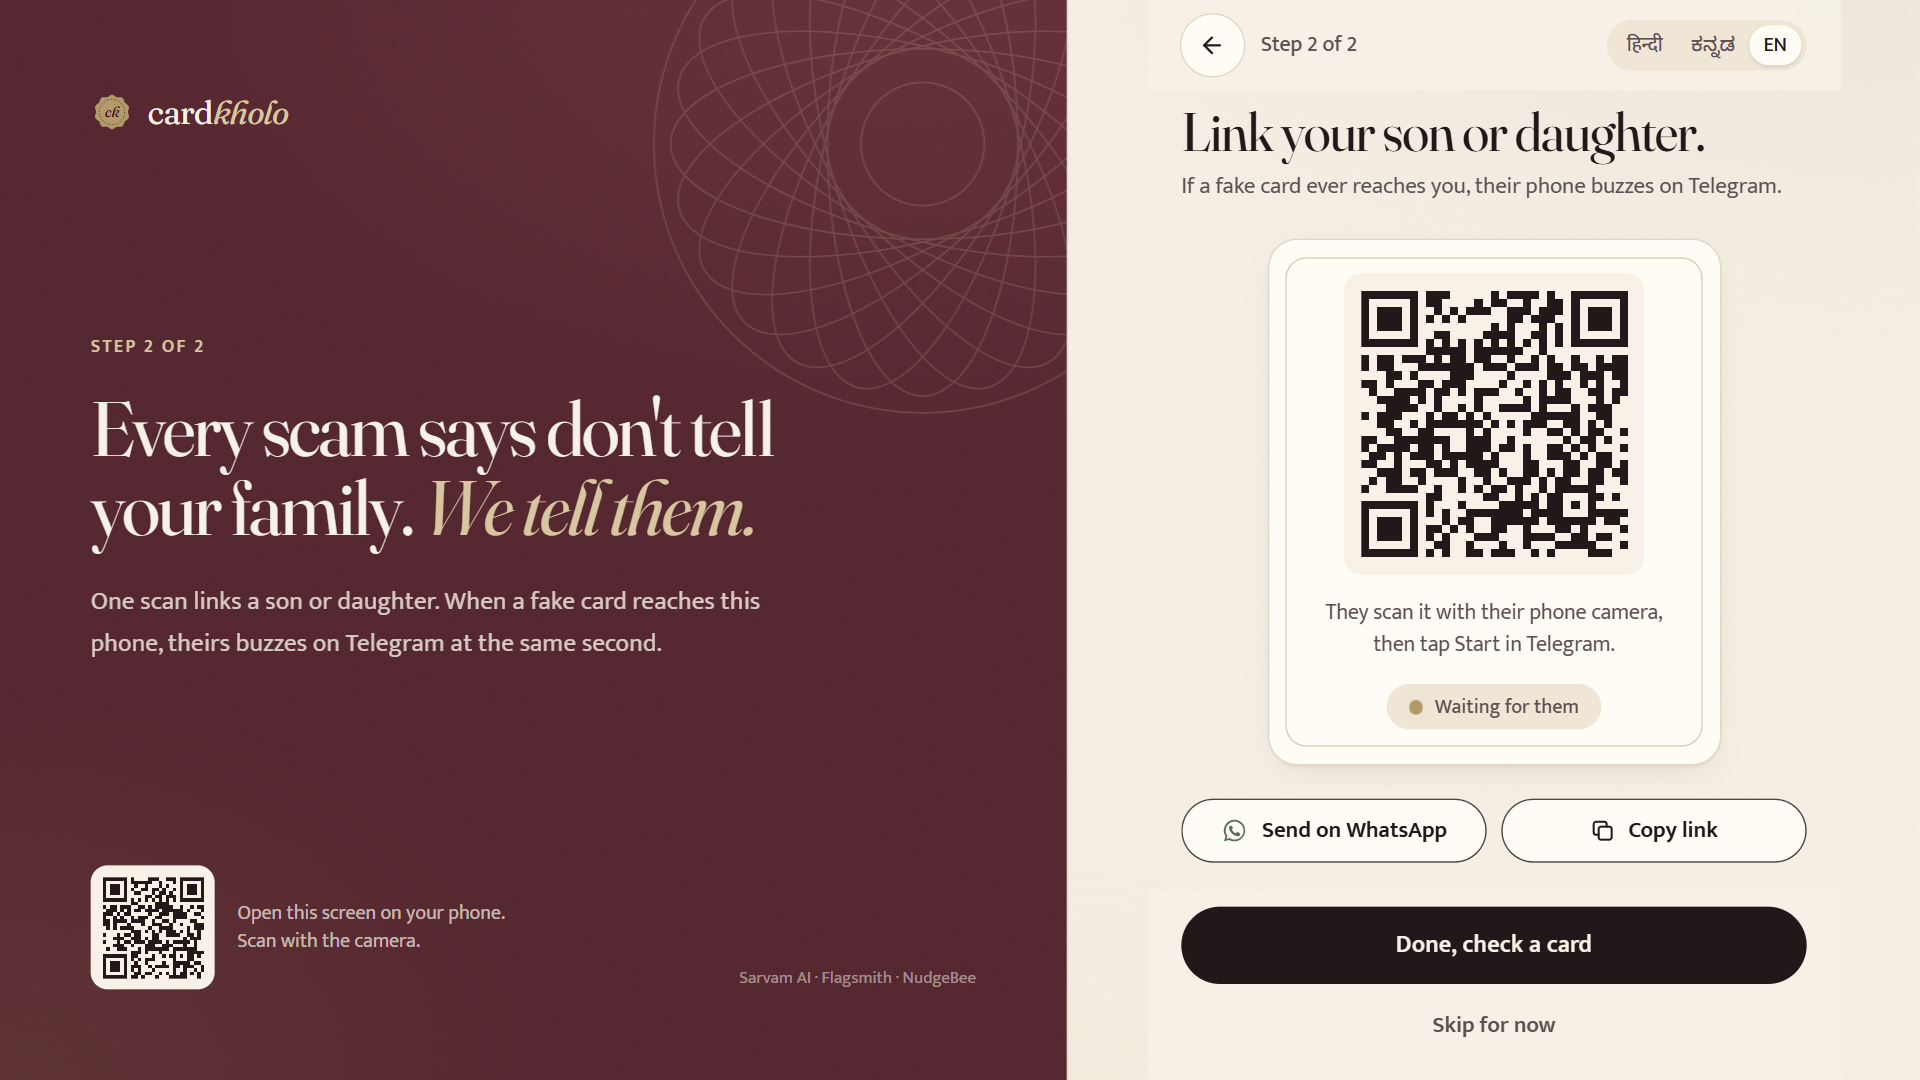 ck
cardkholo
STEP 2 OF 2
Every scam says don't tell
your family. We tell them.
One scan links a son or daughter. When a fake card reaches this
phone, theirs buzzes on Telegram at the same second.
Open this screen on your phone.
Scan with the camera.
Sarvam AI · Flagsmith · NudgeBee
Step 2 of 2
हिन्दी ಕನ್ನಡ EN
Link your son or daughter.
If a fake card ever reaches you, their phone buzzes on Telegram.
They scan it with their phone camera,
then tap Start in Telegram.
Waiting for them
Send on WhatsApp
Copy link
Done, check a card
Skip for now